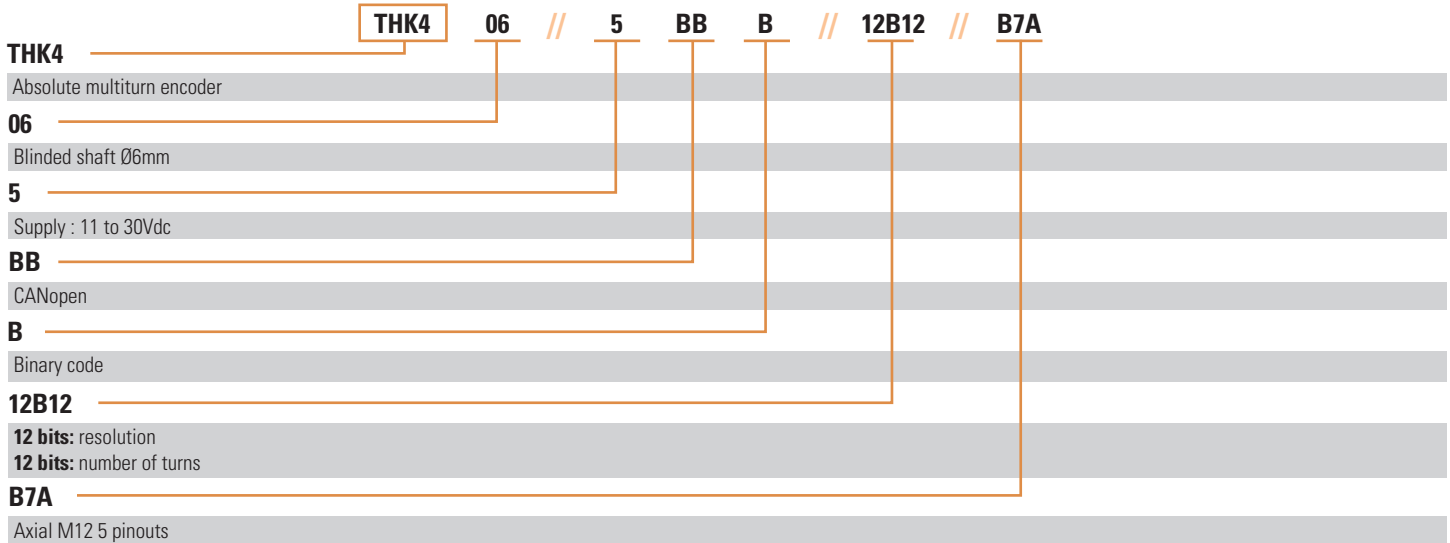 THK4 06 // 5 BB B // 12B12 // B7A
THK4
Absolute multiturn encoder
06
Blinded shaft Ø6mm
5
Supply : 11 to 30Vdc
BB
CANopen
B
Binary code
12B12
12 bits: resolution
12 bits: number of turns
B7A
Axial M12 5 pinouts